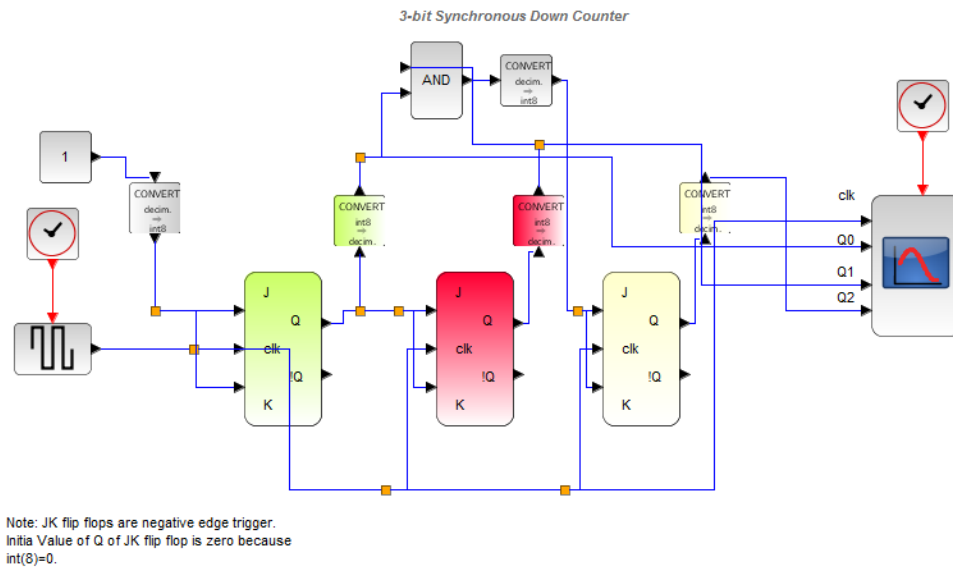 3-bit Synchronous Down Counter
AND
CONVERT
decim.
⇒
int8
1
CONVERT
decim.
⇒
int8
CONVERT
int8
⇒
decim.
CONVERT
int8
⇒
decim.
CONVERT
int8
⇒
decim.
clk
Q0
Q1
Q2
J
Q
clk
!Q
K
J
Q
clk
!Q
K
J
Q
clk
!Q
K
Note: JK flip flops are negative edge trigger.
Initia Value of Q of JK flip flop is zero because
int(8)=0.